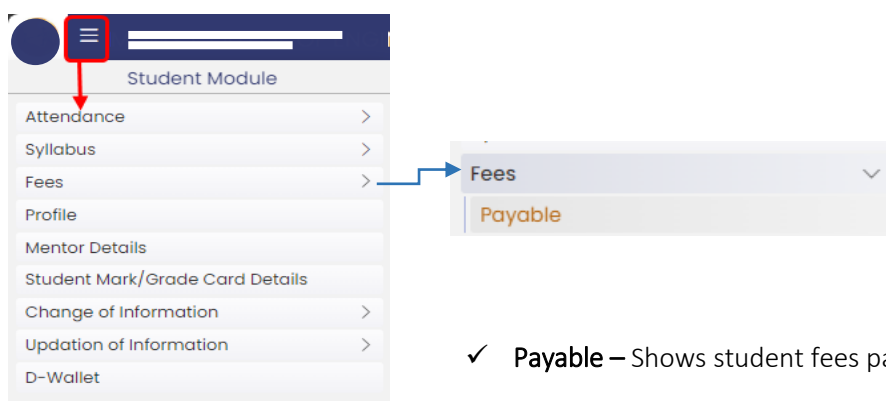 Student Module
Attendance
Syllabus
Fees
Profile
Mentor Details
Student Mark/Grade Card Details
Change of Information
Updation of Information
D-Wallet
Fees
Payable
✓ Payable – Shows student fees